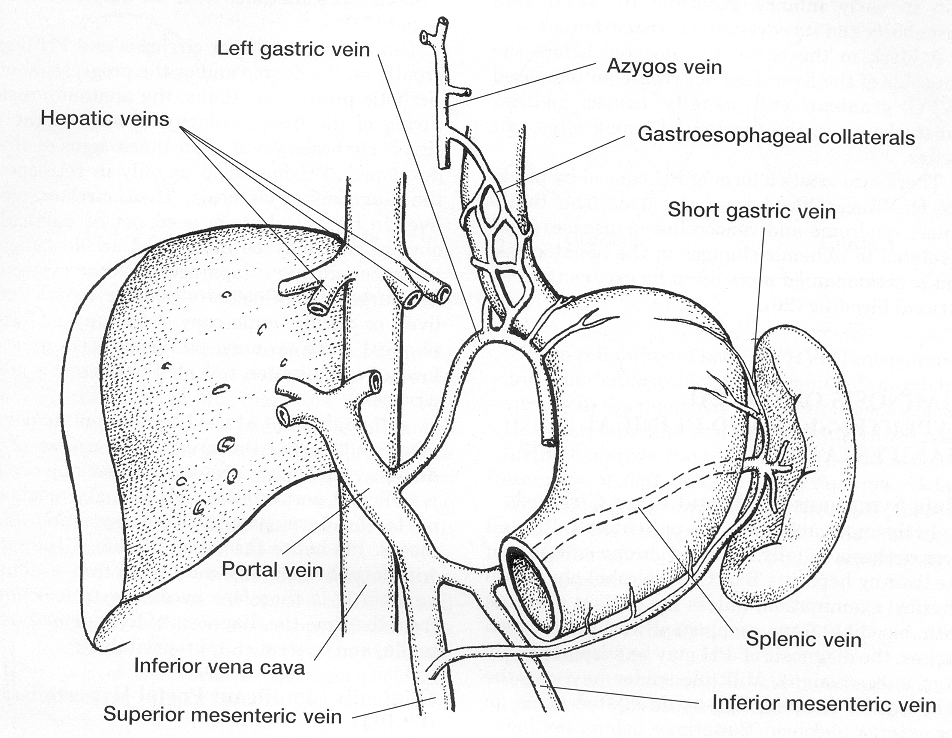 Left gastric vein
Azygos vein
Hepatic veins
Gastroesophageal collaterals
Short gastric vein
Portal vein
Splenic vein
Inferior vena cava
Inferior mesenteric vein
Superior mesenteric vein